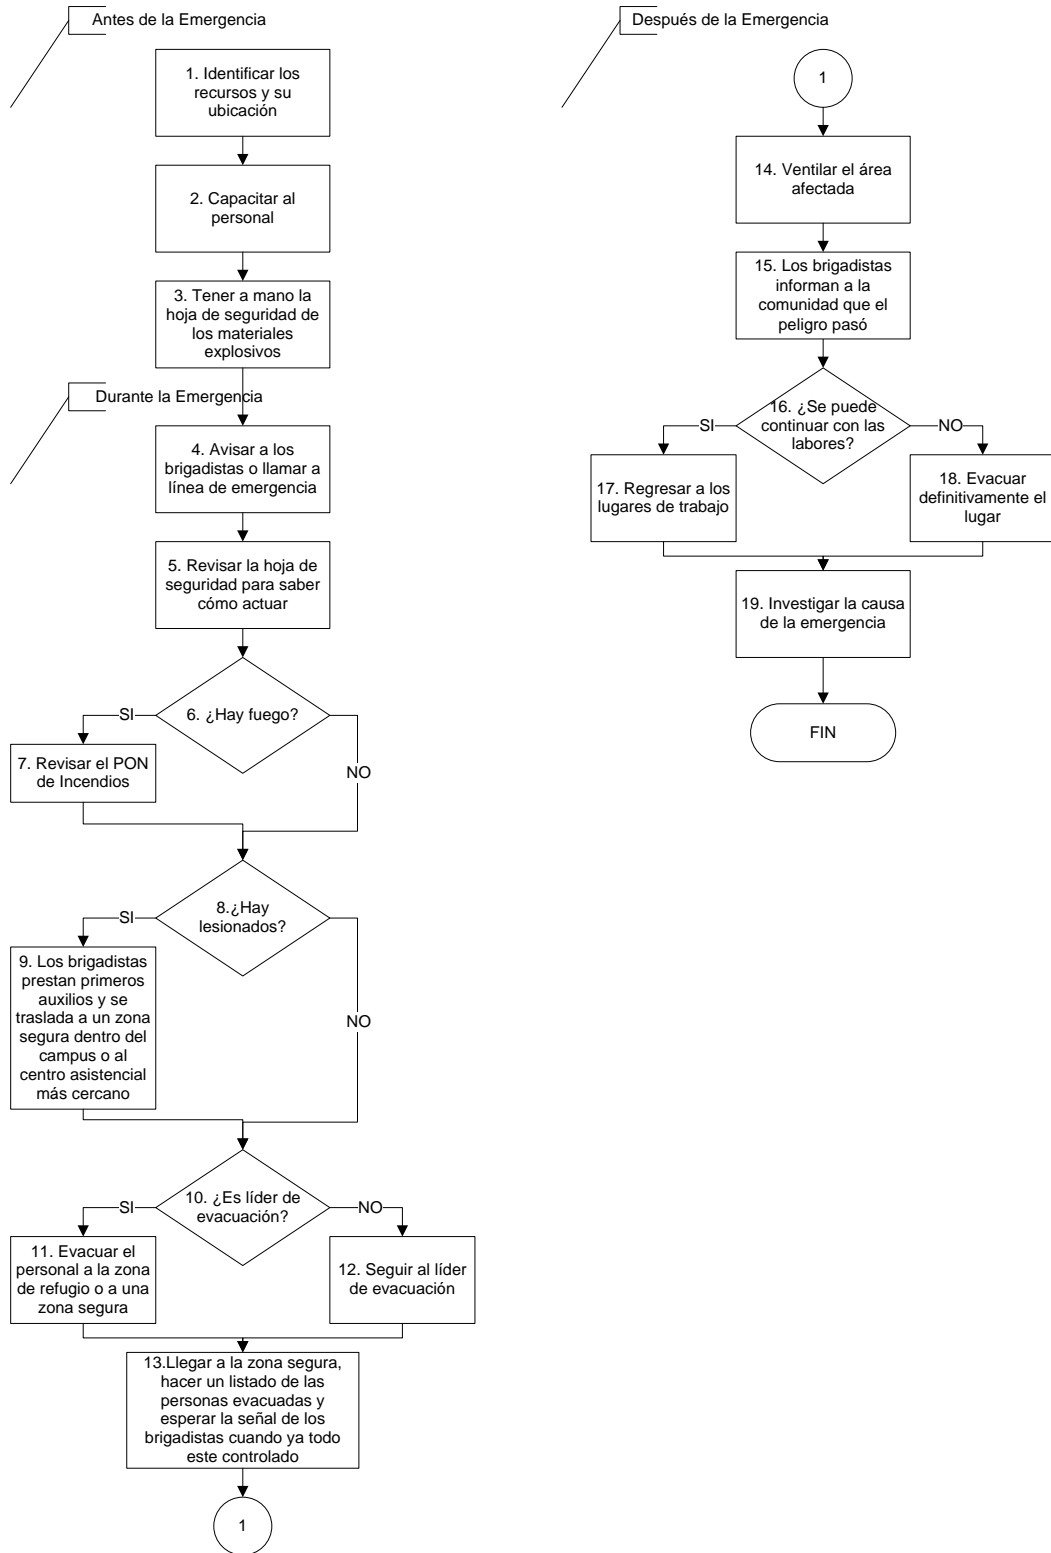 Antes de la Emergencia
1. Identificar los
recursos y su
ubicación
2. Capacitar al
personal
3. Tener a mano la
hoja de seguridad de
los materiales
explosivos
Durante la Emergencia
4. Avisar a los
brigadistas o llamar a
línea de emergencia
5. Revisar la hoja de
seguridad para saber
cómo actuar
6. ¿Hay fuego?
SI
NO
7. Revisar el PON
de Incendios
8.¿Hay
lesionados?
SI
NO
9. Los brigadistas
prestan primeros
auxilios y se
traslada a un zona
segura dentro del
campus o al
centro asistencial
más cercano
10. ¿Es líder de
evacuación?
SI
NO
11. Evacuar el
personal a la zona
de refugio o a una
zona segura
12. Seguir al líder
de evacuación
13.Llegar a la zona segura,
hacer un listado de las
personas evacuadas y
esperar la señal de los
brigadistas cuando ya todo
este controlado
1
Después de la Emergencia
1
14. Ventilar el área
afectada
15. Los brigadistas
informan a la
comunidad que el
peligro pasó
16. ¿Se puede
continuar con las
labores?
SI
NO
17. Regresar a los
lugares de trabajo
18. Evacuar
definitivamente el
lugar
19. Investigar la causa
de la emergencia
FIN